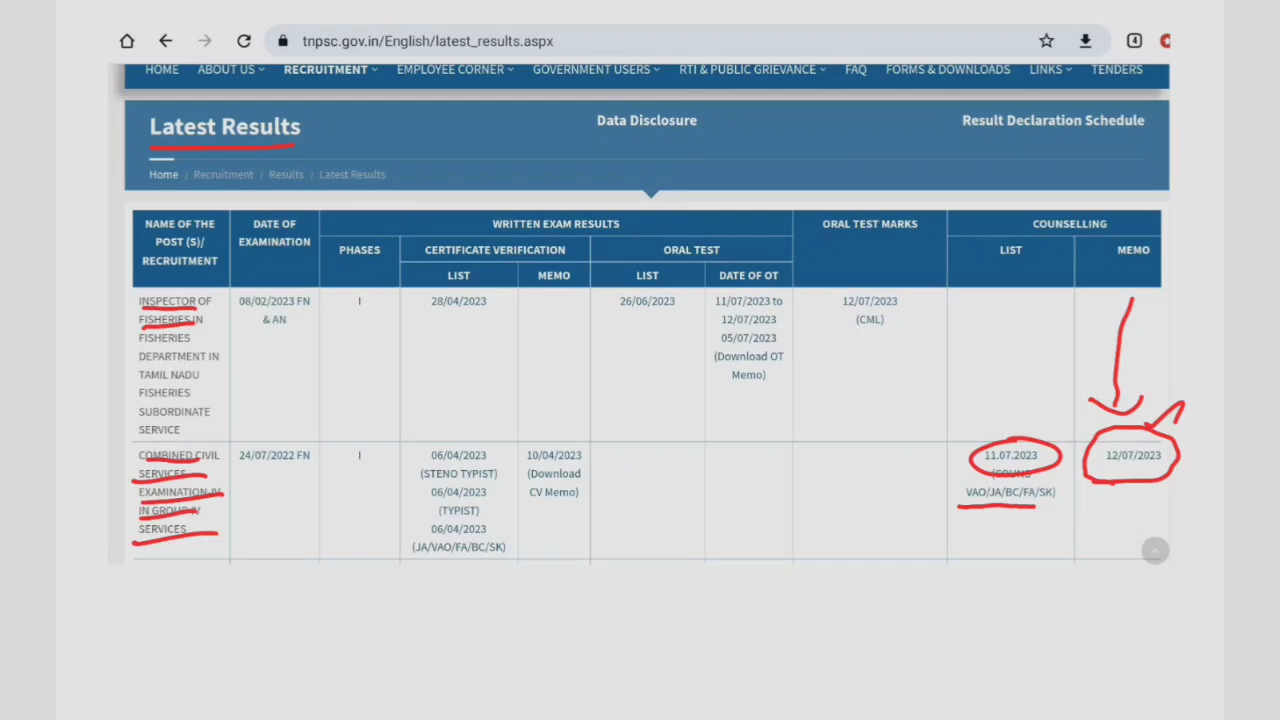 tnpsc.gov.in/English/latest_results.aspx
4
HOME ABOUT US RECRUITMENT EMPLOYEE CORNER GOVERNMENT USERS RTI & PUBLIC GRIEVANCE FAQ FORMS & DOWNLOADS LINKS TENDERS
Latest Results Data Disclosure Result Declaration Schedule
Home / Recruitment / Results / Latest Results
NAME OF THE POST (S)/ RECRUITMENT
DATE OF EXAMINATION
WRITTEN EXAM RESULTS
ORAL TEST MARKS
COUNSELLING
PHASES
CERTIFICATE VERIFICATION
ORAL TEST
LIST
MEMO
LIST
MEMO
LIST
DATE OF OT
INSPECTOR OF
FISHERIES IN
FISHERIES
DEPARTMENT IN
TAMIL NADU
FISHERIES
SUBORDINATE
SERVICE
08/02/2023 FN
& AN
I
28/04/2023
26/06/2023
11/07/2023 to
12/07/2023
05/07/2023
(Download OT
Memo)
12/07/2023
(CML)
COMBINED CIVIL
SERVICES
EXAMINATION-IV
IN GROUP-IV
SERVICES
24/07/2022 FN
I
06/04/2023
(STENO TYPIST)
06/04/2023
(TYPIST)
06/04/2023
(JA/VAO/FA/BC/SK)
10/04/2023
(Download
CV Memo)
11.07.2023
VAO/JA/BC/FA/SK)
12/07/2023